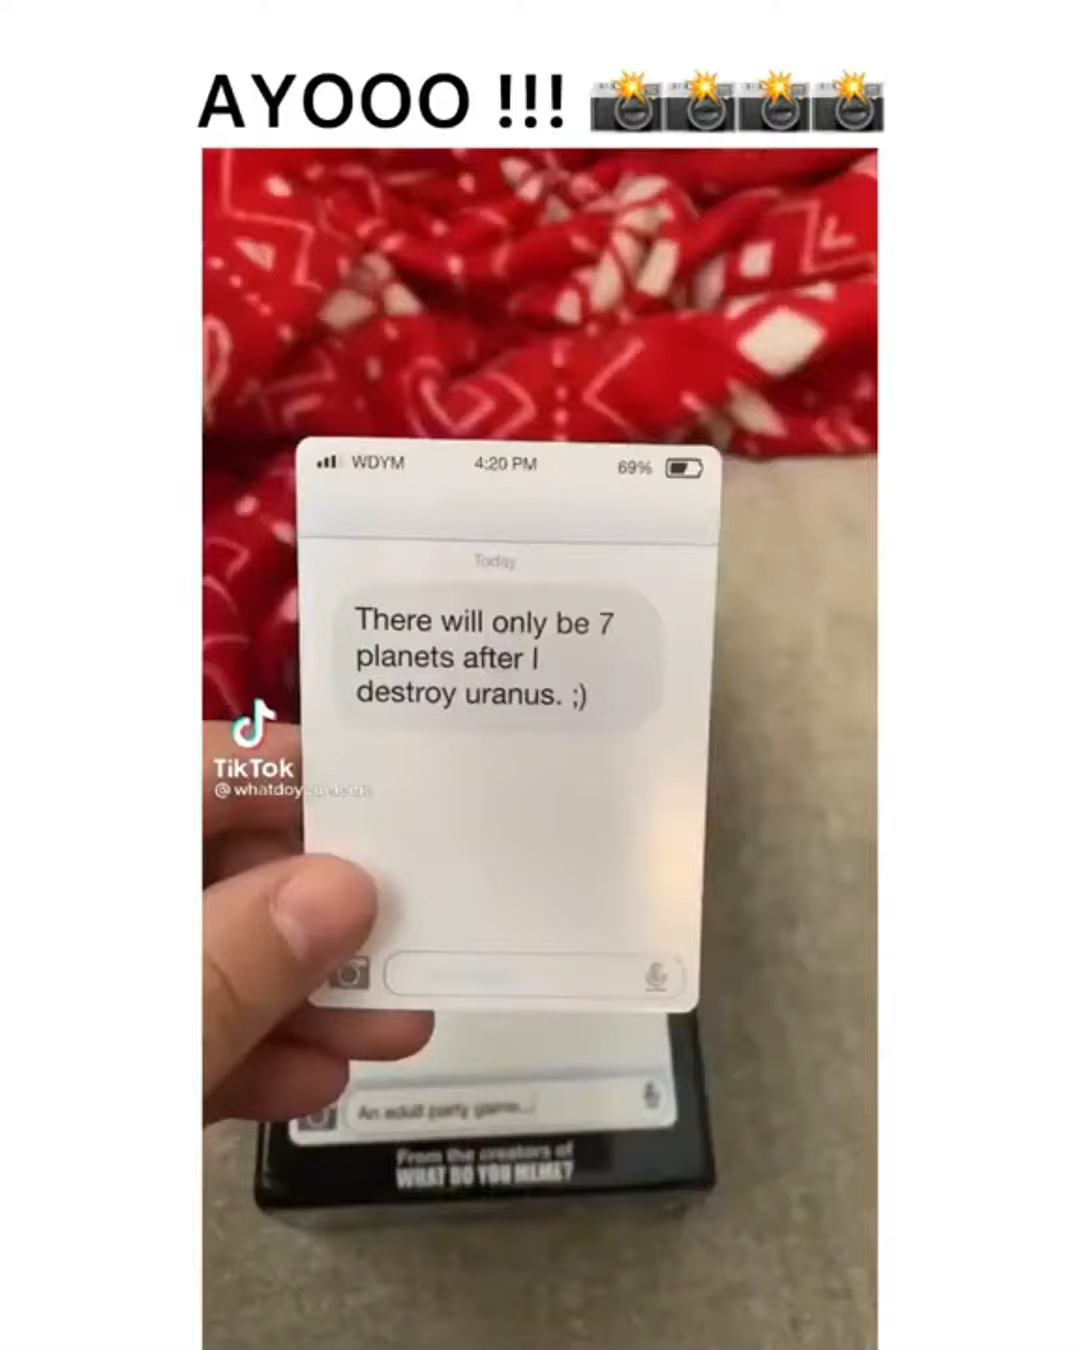 AYOOO !!! 📸📸📸📸
WDYM 4:20 PM 69%
Today
There will only be 7
planets after I
destroy uranus. ;)
TikTok
An adult party game...
From the creators of
WHAT DO YOU MEME?